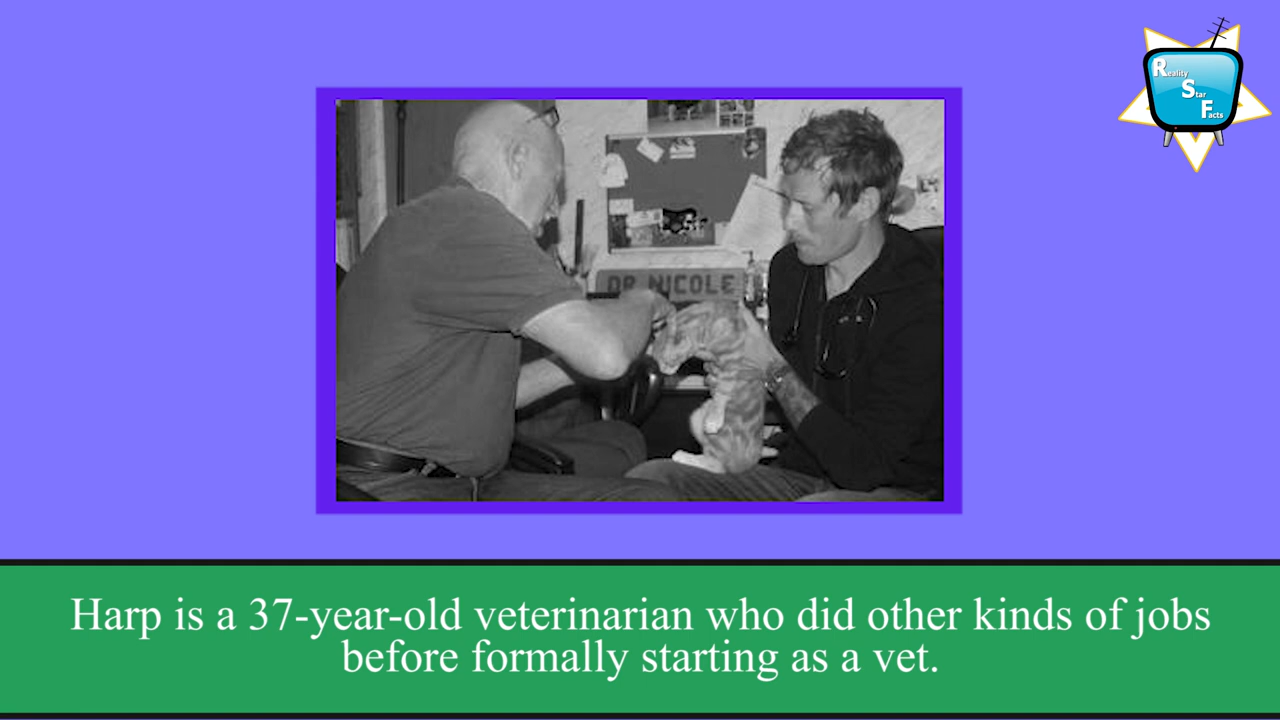 Reality
Star
Facts
DR NICOLE
Harp is a 37-year-old veterinarian who did other kinds of jobs
before formally starting as a vet.